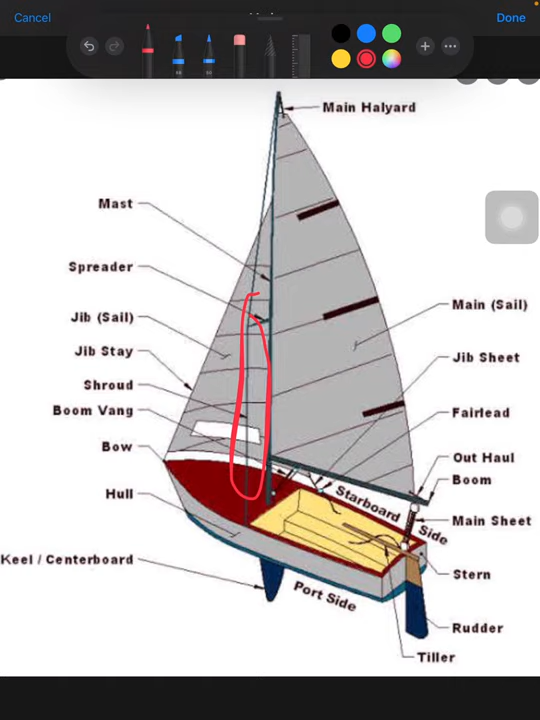 Cancel
Done
Main Halyard
Mast
Spreader
Jib (Sail)
Main (Sail)
Jib Stay
Jib Sheet
Shroud
Boom Vang
Fairlead
Bow
Out Haul
Boom
Hull
Starboard Side
Main Sheet
Keel / Centerboard
Stern
Port Side
Rudder
Tiller